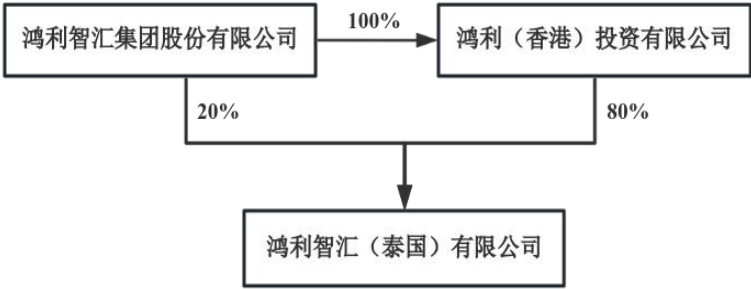 鸿利智汇集团股份有限公司
100%
鸿利（香港）投资有限公司
20%
80%
鸿利智汇（泰国）有限公司